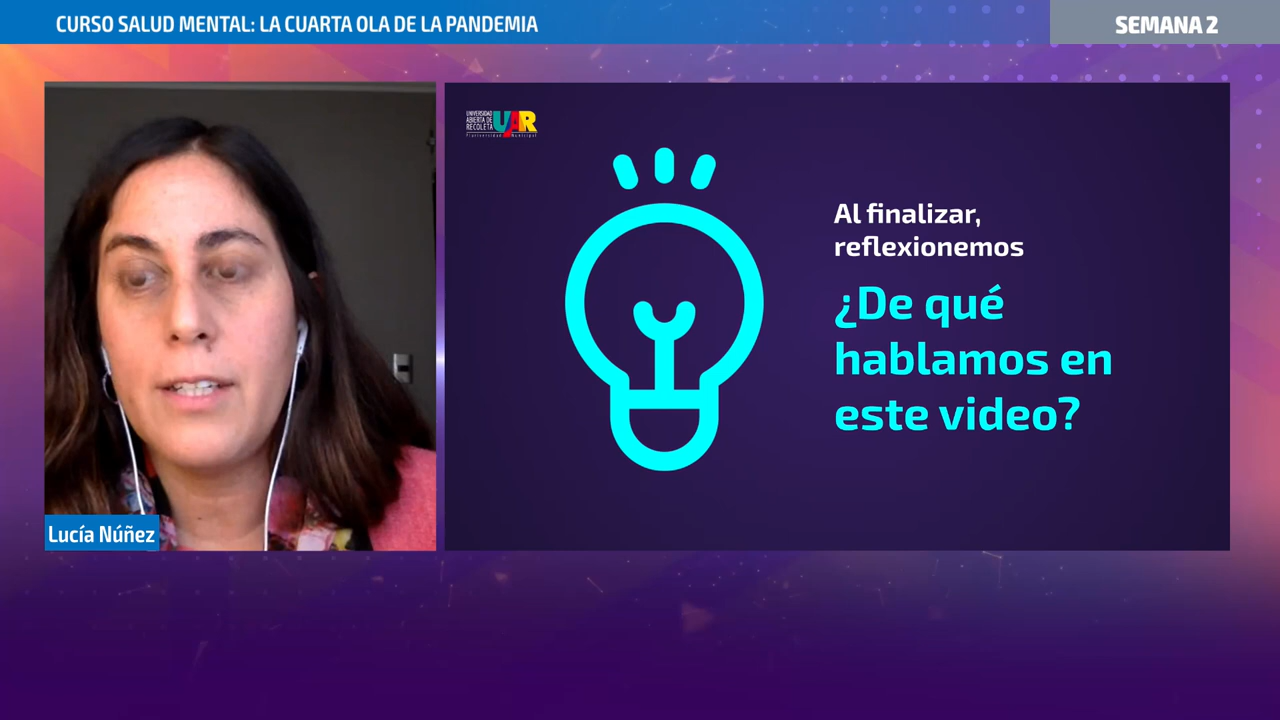 CURSO SALUD MENTAL: LA CUARTA OLA DE LA PANDEMIA
SEMANA 2
UNIVERSIDAD
ABIERTA DE
RECOLETA
UAR
Al finalizar,
reflexionemos
¿De qué
hablamos en
este video?
Lucía Núñez